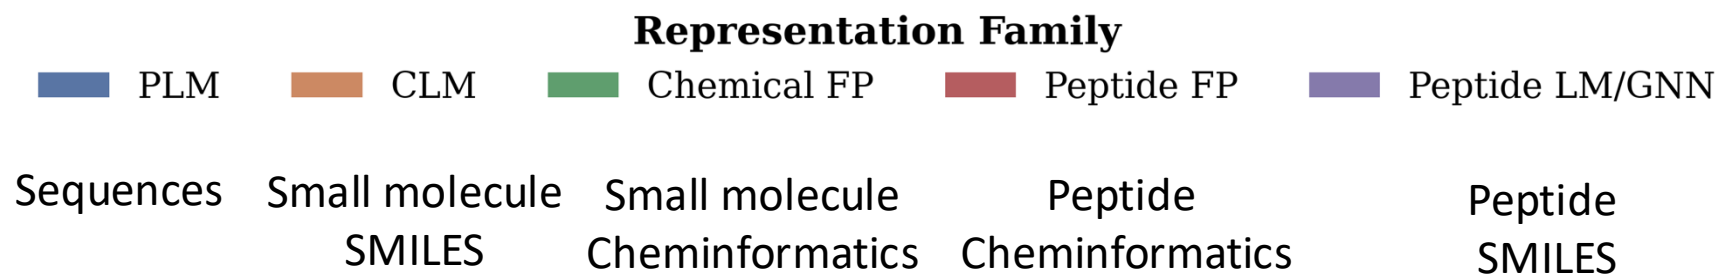 Representation Family
PLM CLM Chemical FP Peptide FP Peptide LM/GNN
Sequences Small molecule Small molecule Peptide Peptide
SMILES Cheminformatics Cheminformatics SMILES